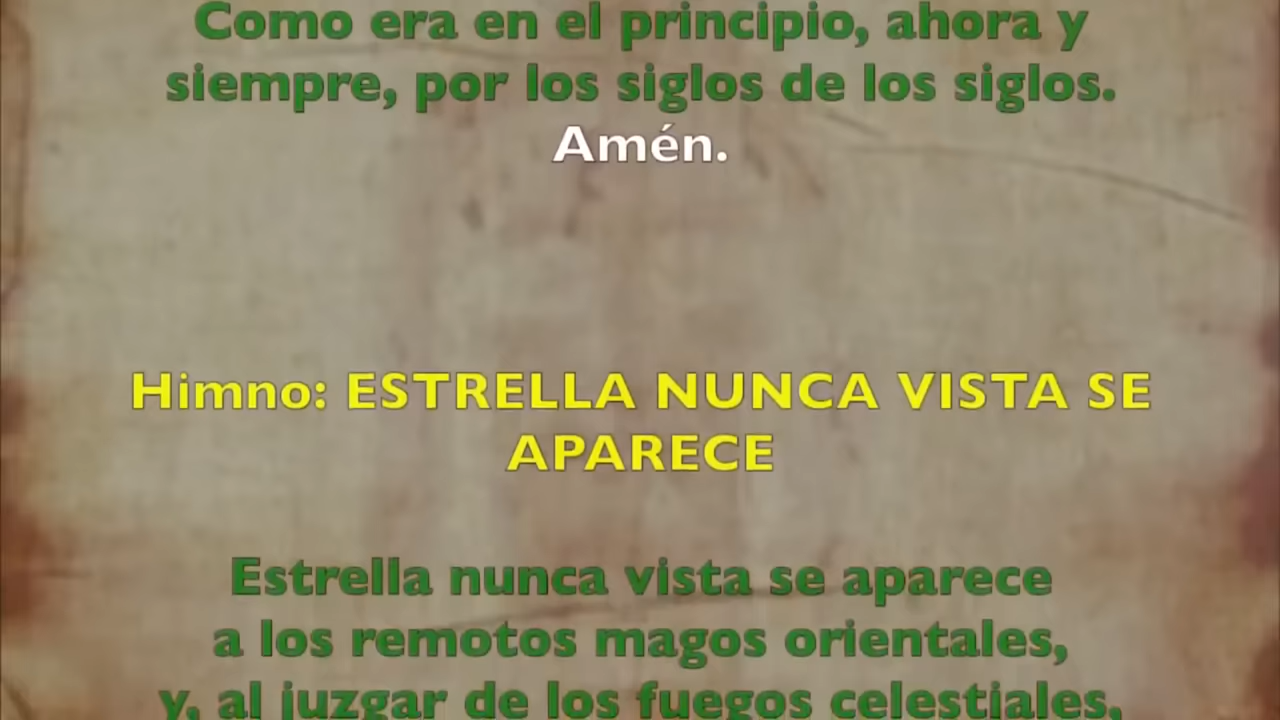 Como era en el principio, ahora y
siempre, por los siglos de los siglos.
Amén.
Himno: ESTRELLA NUNCA VISTA SE
APARECE
Estrella nunca vista se aparece
a los remotos magos orientales,
y, al juzgar de los fuegos celestiales,